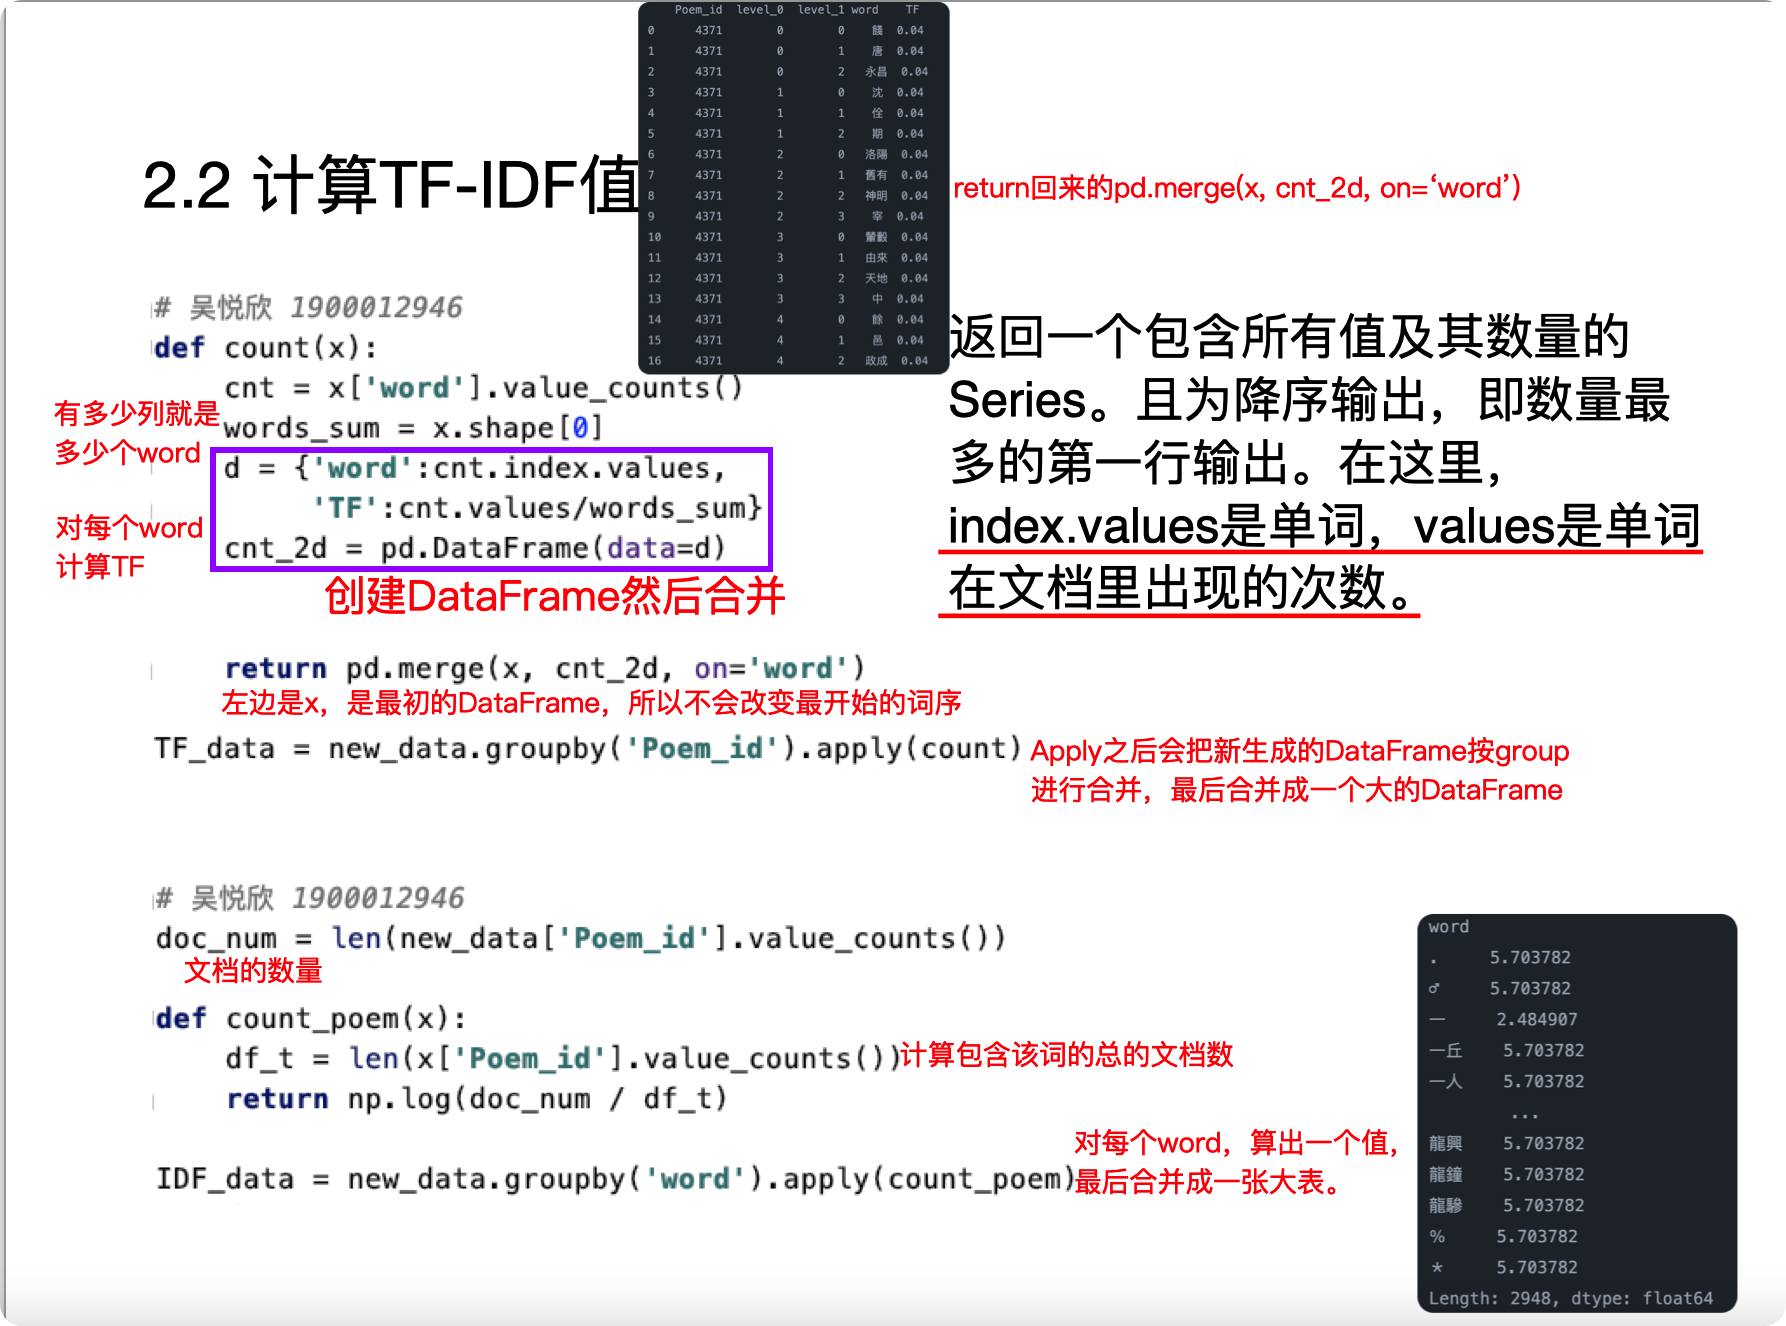 Poem_id level_0 level_1 word TF
0 4371 0 0 餞 0.04
1 4371 0 1 唐 0.04
2 4371 0 2 永昌 0.04
3 4371 1 0 沈 0.04
4 4371 1 1 佺 0.04
5 4371 1 2 期 0.04
6 4371 2 0 洛陽 0.04
7 4371 2 1 舊有 0.04
8 4371 2 2 神明 0.04
9 4371 2 3 宰 0.04
10 4371 3 0 輦轂 0.04
11 4371 3 1 由來 0.04
12 4371 3 2 天地 0.04
13 4371 3 3 中 0.04
14 4371 4 0 餘 0.04
15 4371 4 1 邑 0.04
16 4371 4 2 政成 0.04
2.2 计算TF-IDF值
return回来的pd.merge(x, cnt_2d, on=‘word’)
# 吴悦欣 1900012946
def count(x):
cnt = x['word'].value_counts()
words_sum = x.shape[0]
有多少列就是
多少个word
d = {'word':cnt.index.values,
'TF':cnt.values/words_sum}
cnt_2d = pd.DataFrame(data=d)
对每个word
计算TF
创建DataFrame然后合并
返回一个包含所有值及其数量的
Series。且为降序输出，即数量最
多的第一行输出。在这里，
index.values是单词，values是单词
在文档里出现的次数。
return pd.merge(x, cnt_2d, on='word')
左边是x，是最初的DataFrame，所以不会改变最开始的词序
TF_data = new_data.groupby('Poem_id').apply(count)
Apply之后会把新生成的DataFrame按group
进行合并，最后合并成一个大的DataFrame
# 吴悦欣 1900012946
doc_num = len(new_data['Poem_id'].value_counts())
文档的数量
def count_poem(x):
df_t = len(x['Poem_id'].value_counts())
计算包含该词的总的文档数
return np.log(doc_num / df_t)
对每个word，算出一个值，
最后合并成一张大表。
IDF_data = new_data.groupby('word').apply(count_poem)
word
. 5.703782
♂ 5.703782
一 2.484907
一丘 5.703782
一人 5.703782
...
龍興 5.703782
龍鐘 5.703782
龍驂 5.703782
% 5.703782
* 5.703782
Length: 2948, dtype: float64